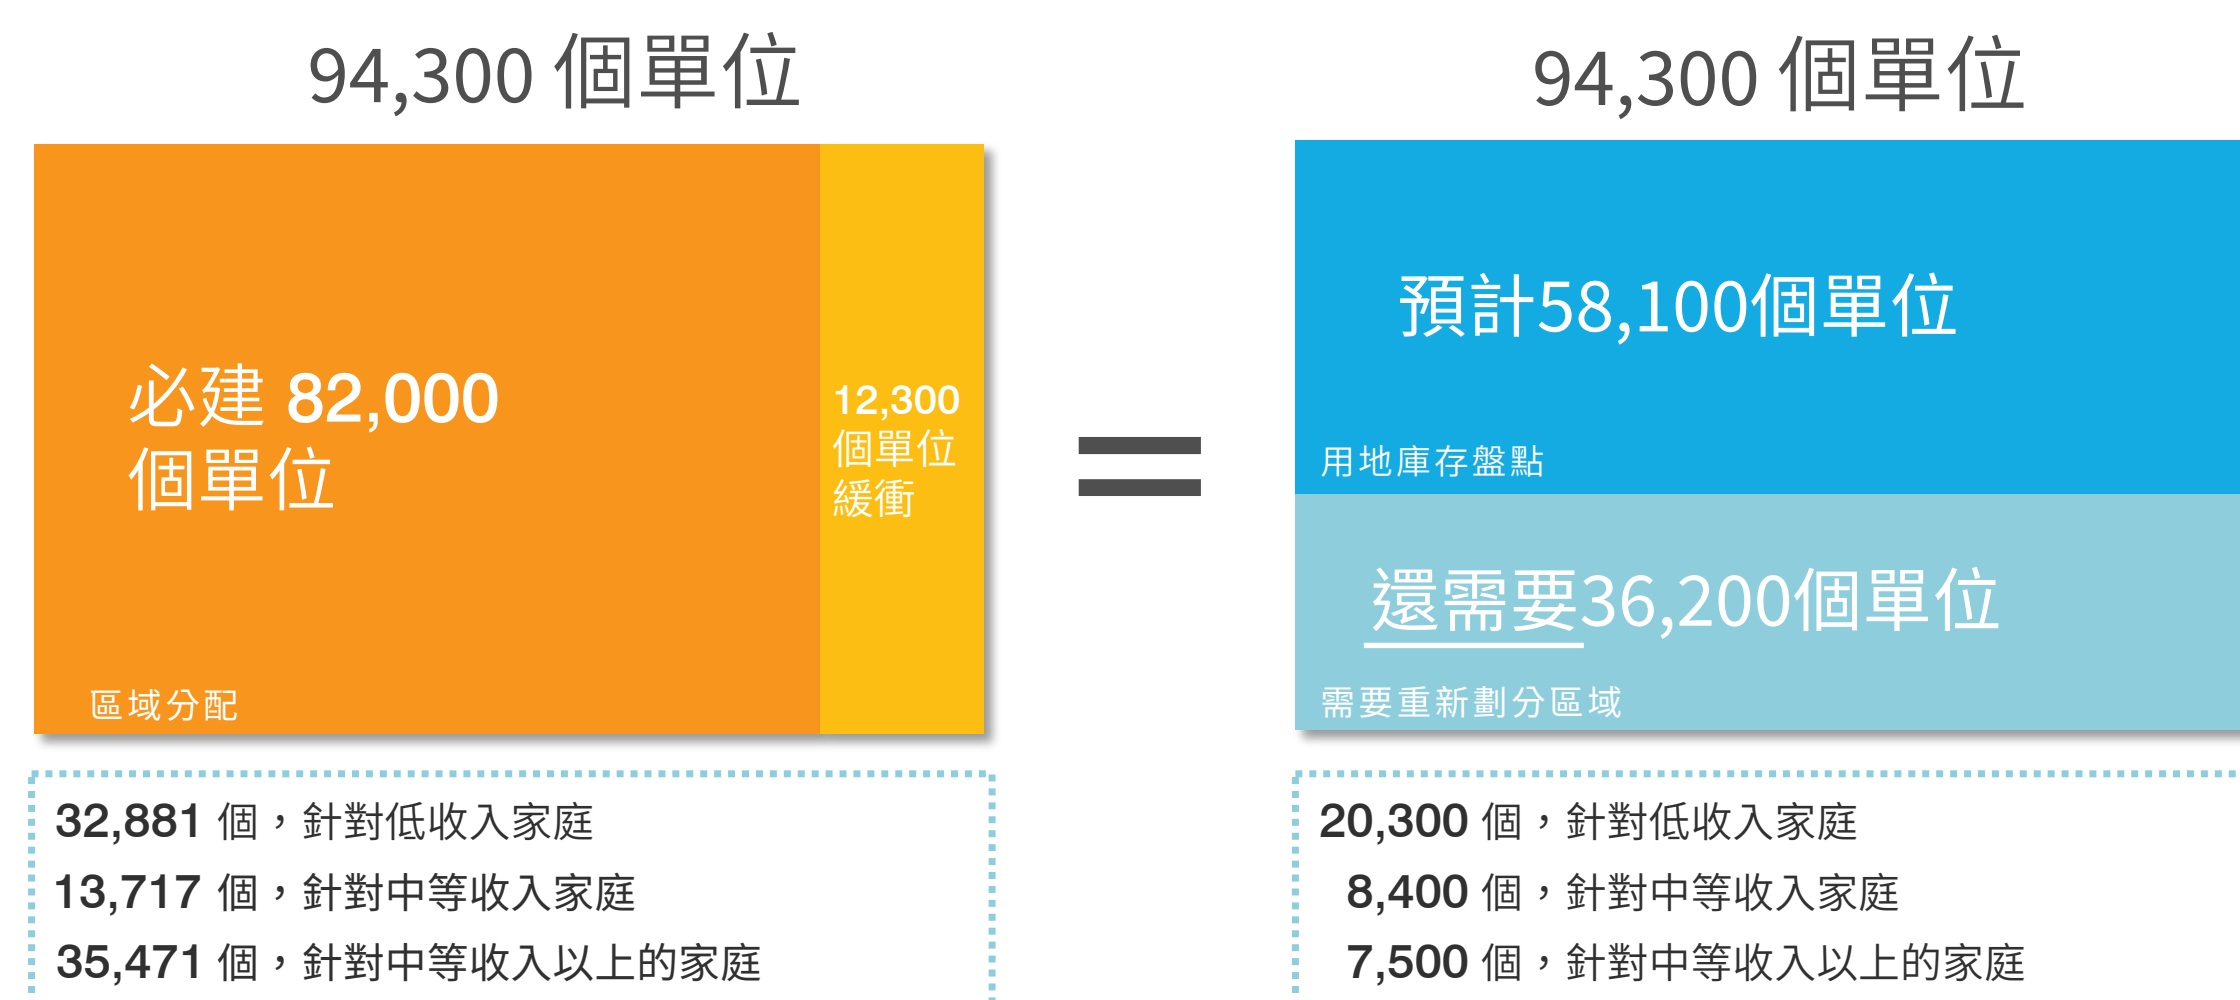 94,300 個單位
必建 82,000
個單位
12,300
個單位
緩衝
區域分配
=
94,300 個單位
預計58,100個單位
用地庫存盤點
還需要36,200個單位
需要重新劃分區域
32,881 個，針對低收入家庭
13,717 個，針對中等收入家庭
35,471 個，針對中等收入以上的家庭
20,300 個，針對低收入家庭
8,400 個，針對中等收入家庭
7,500 個，針對中等收入以上的家庭